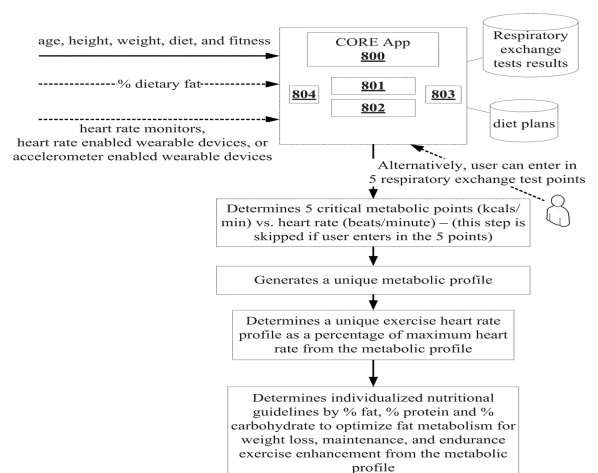 age, height, weight, diet, and fitness
% dietary fat
heart rate monitors,
heart rate enabled wearable devices, or
accelerometer enabled wearable devices
CORE App
800
801
802
804
803
Respiratory
exchange
tests results
diet plans
Alternatively, user can enter in
5 respiratory exchange test points
Determines 5 critical metabolic points (kcals/
min) vs. heart rate (beats/minute) – (this step is
skipped if user enters in the 5 points)
Generates a unique metabolic profile
Determines a unique exercise heart rate
profile as a percentage of maximum heart
rate from the metabolic profile
Determines individualized nutritional
guidelines by % fat, % protein and %
carbohydrate to optimize fat metabolism for
weight loss, maintenance, and endurance
exercise enhancement from the metabolic
profile